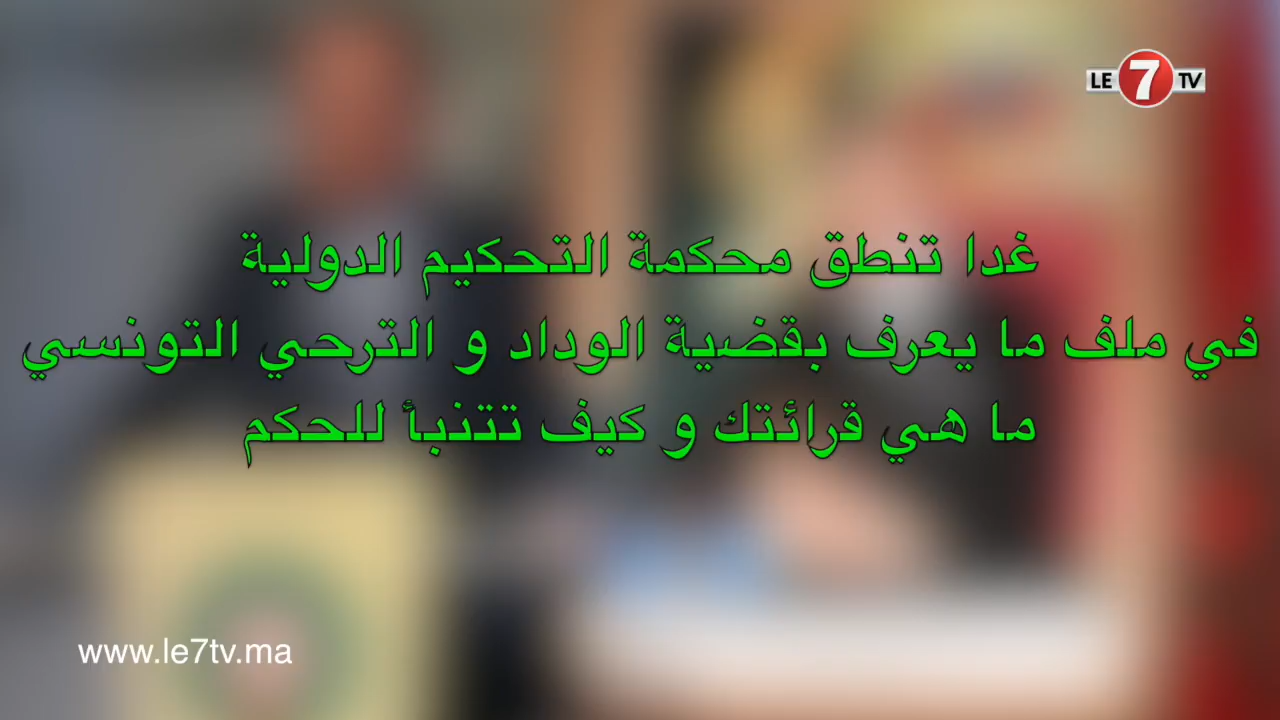 LE 7 TV
غدا تنطق محكمة التحكيم الدولية
في ملف ما يعرف بقضية الوداد و الترحي التونسي
ما هي قرائتك و كيف تتنبأ للحكم
www.le7tv.ma